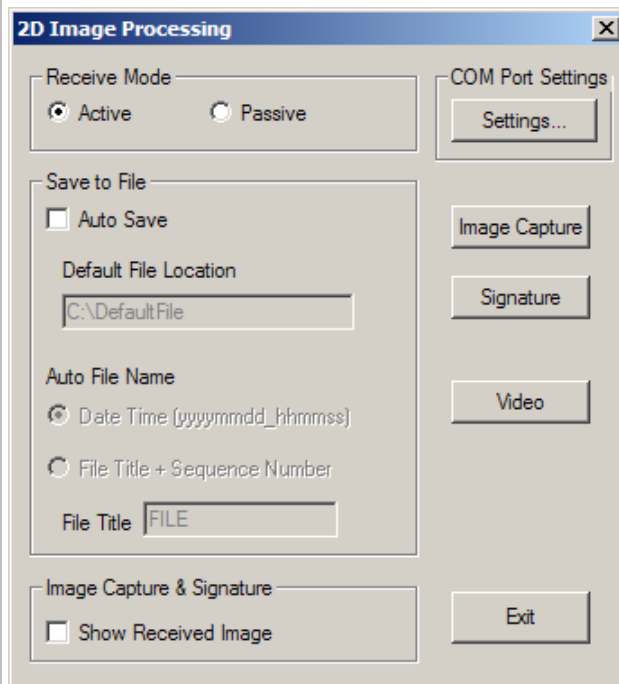 2D Image Processing
Receive Mode
Active
Passive
COM Port Settings
Settings...
Save to File
Auto Save
Default File Location
C:\DefaultFile
Auto File Name
Date Time (yyyymmdd_hhmmss)
File Title + Sequence Number
File Title
FILE
Image Capture
Signature
Video
Image Capture & Signature
Show Received Image
Exit